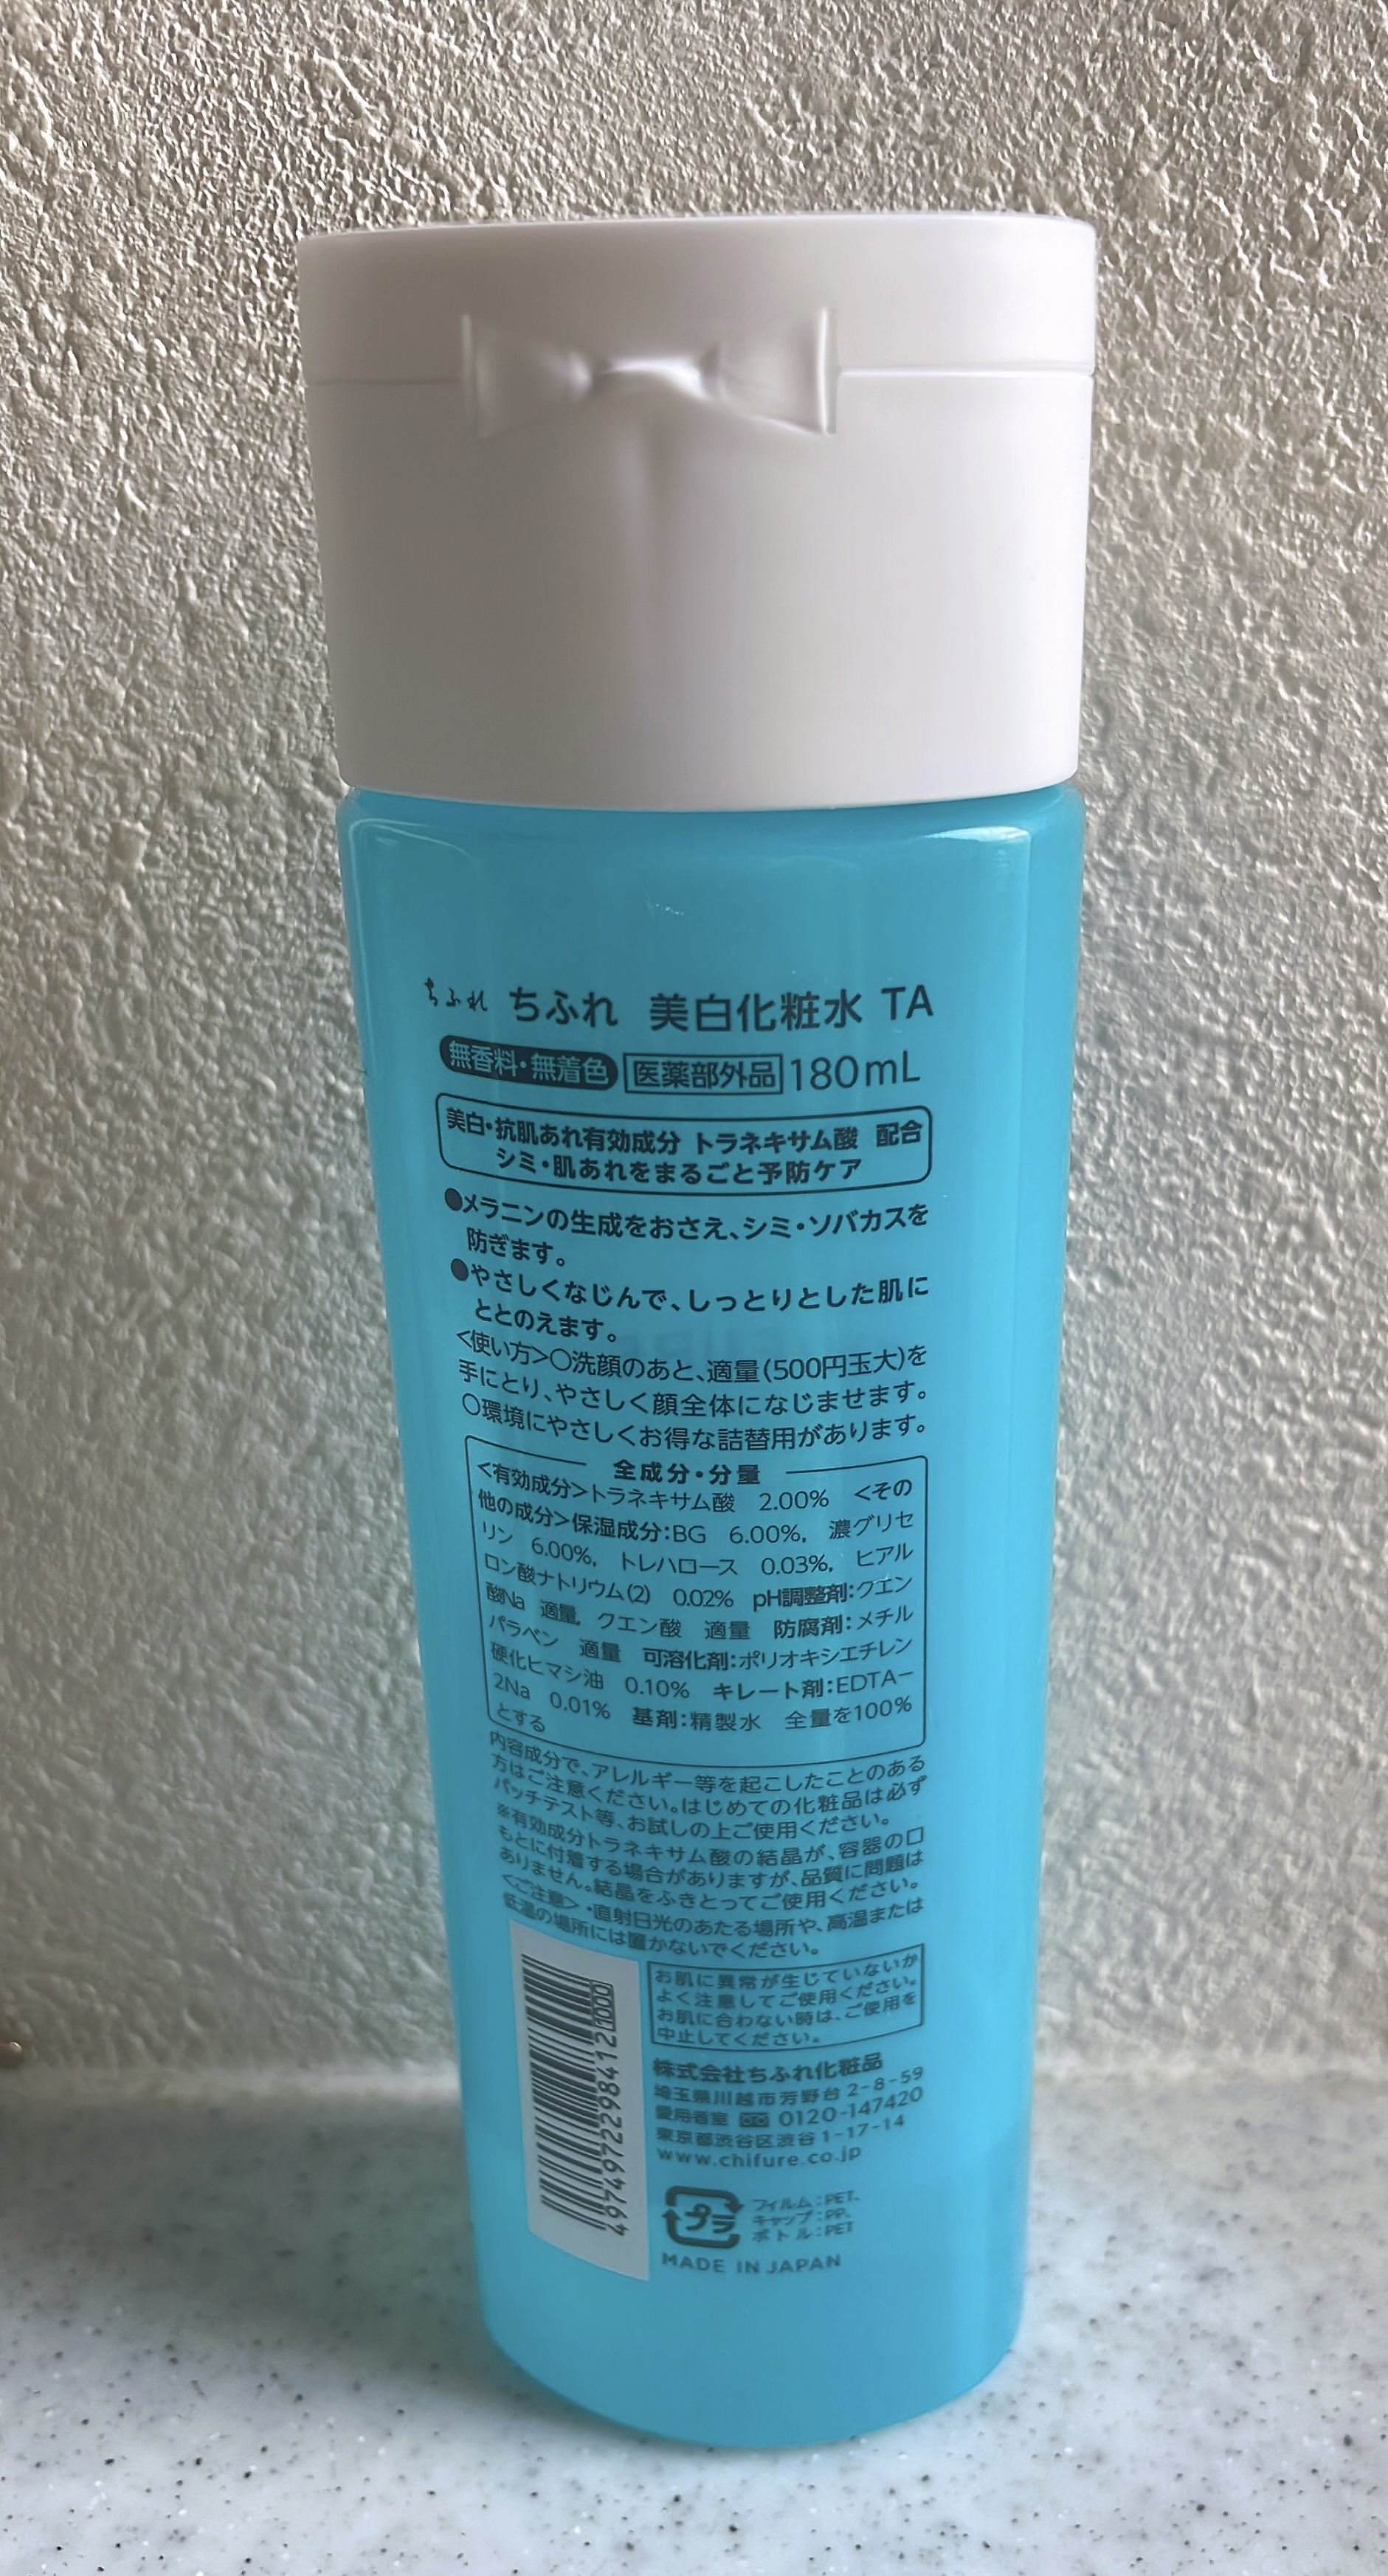 ちふれ ちふれ 美白化粧水 TA
無香料・無着色 医薬部外品 180mL
美白・抗肌あれ有効成分 トラネキサム酸 配合
シミ・肌あれをまるごと予防ケア
●メラニンの生成をおさえ、シミ・ソバカスを
防ぎます。
●やさしくなじんで、しっとりとした肌に
ととのえます。
<使い方>○洗顔のあと、適量(500円玉大)を
手にとり、やさしく顔全体になじませます。
○環境にやさしくお得な詰替用があります。
全成分・分量
<有効成分>トラネキサム酸 2.00% <その
他の成分>保湿成分:BG 6.00%, 濃グリセ
リン 6.00%, トレハロース 0.03%, ヒアル
ロン酸ナトリウム(2) 0.02% pH調整剤:クエン
酸Na 適量, クエン酸 適量 防腐剤:メチル
パラベン 適量 可溶化剤:ポリオキシエチレン
硬化ヒマシ油 0.10% キレート剤:EDTA-
2Na 0.01% 基剤:精製水 全量を100%
とする
内容成分で、アレルギー等を起こしたことのある
方はご注意ください。はじめての化粧品は必ず
パッチテスト等、お試しの上ご使用ください。
※有効成分トラネキサム酸の結晶が、容器の口
もとに付着する場合がありますが、品質に問題は
ありません。結晶をふきとってご使用ください。
<ご注意>・直射日光のあたる場所や、高温または
低温の場所には置かないでください。
お肌に異常が生じていないか
よく注意してご使用ください。
お肌に合わない時は、ご使用を
中止してください。
4974972298412 1000
株式会社ちふれ化粧品
埼玉県川越市芳野台2-8-59
愛用者室 0120-147420
東京都渋谷区渋谷1-17-14
www.chifure.co.jp
プラ
フィルム:PET、
キャップ:PP、
ボトル:PET
MADE IN JAPAN